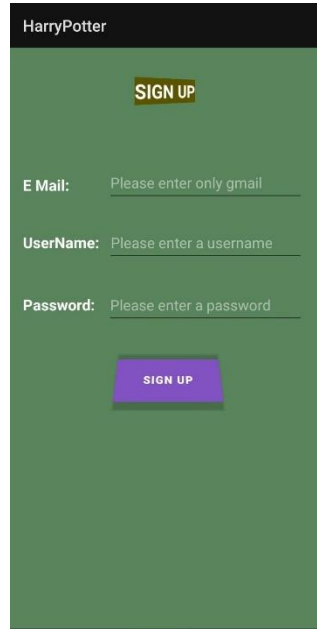 HarryPotter
SIGN UP
E Mail: Please enter only gmail
UserName: Please enter a username
Password: Please enter a password
SIGN UP